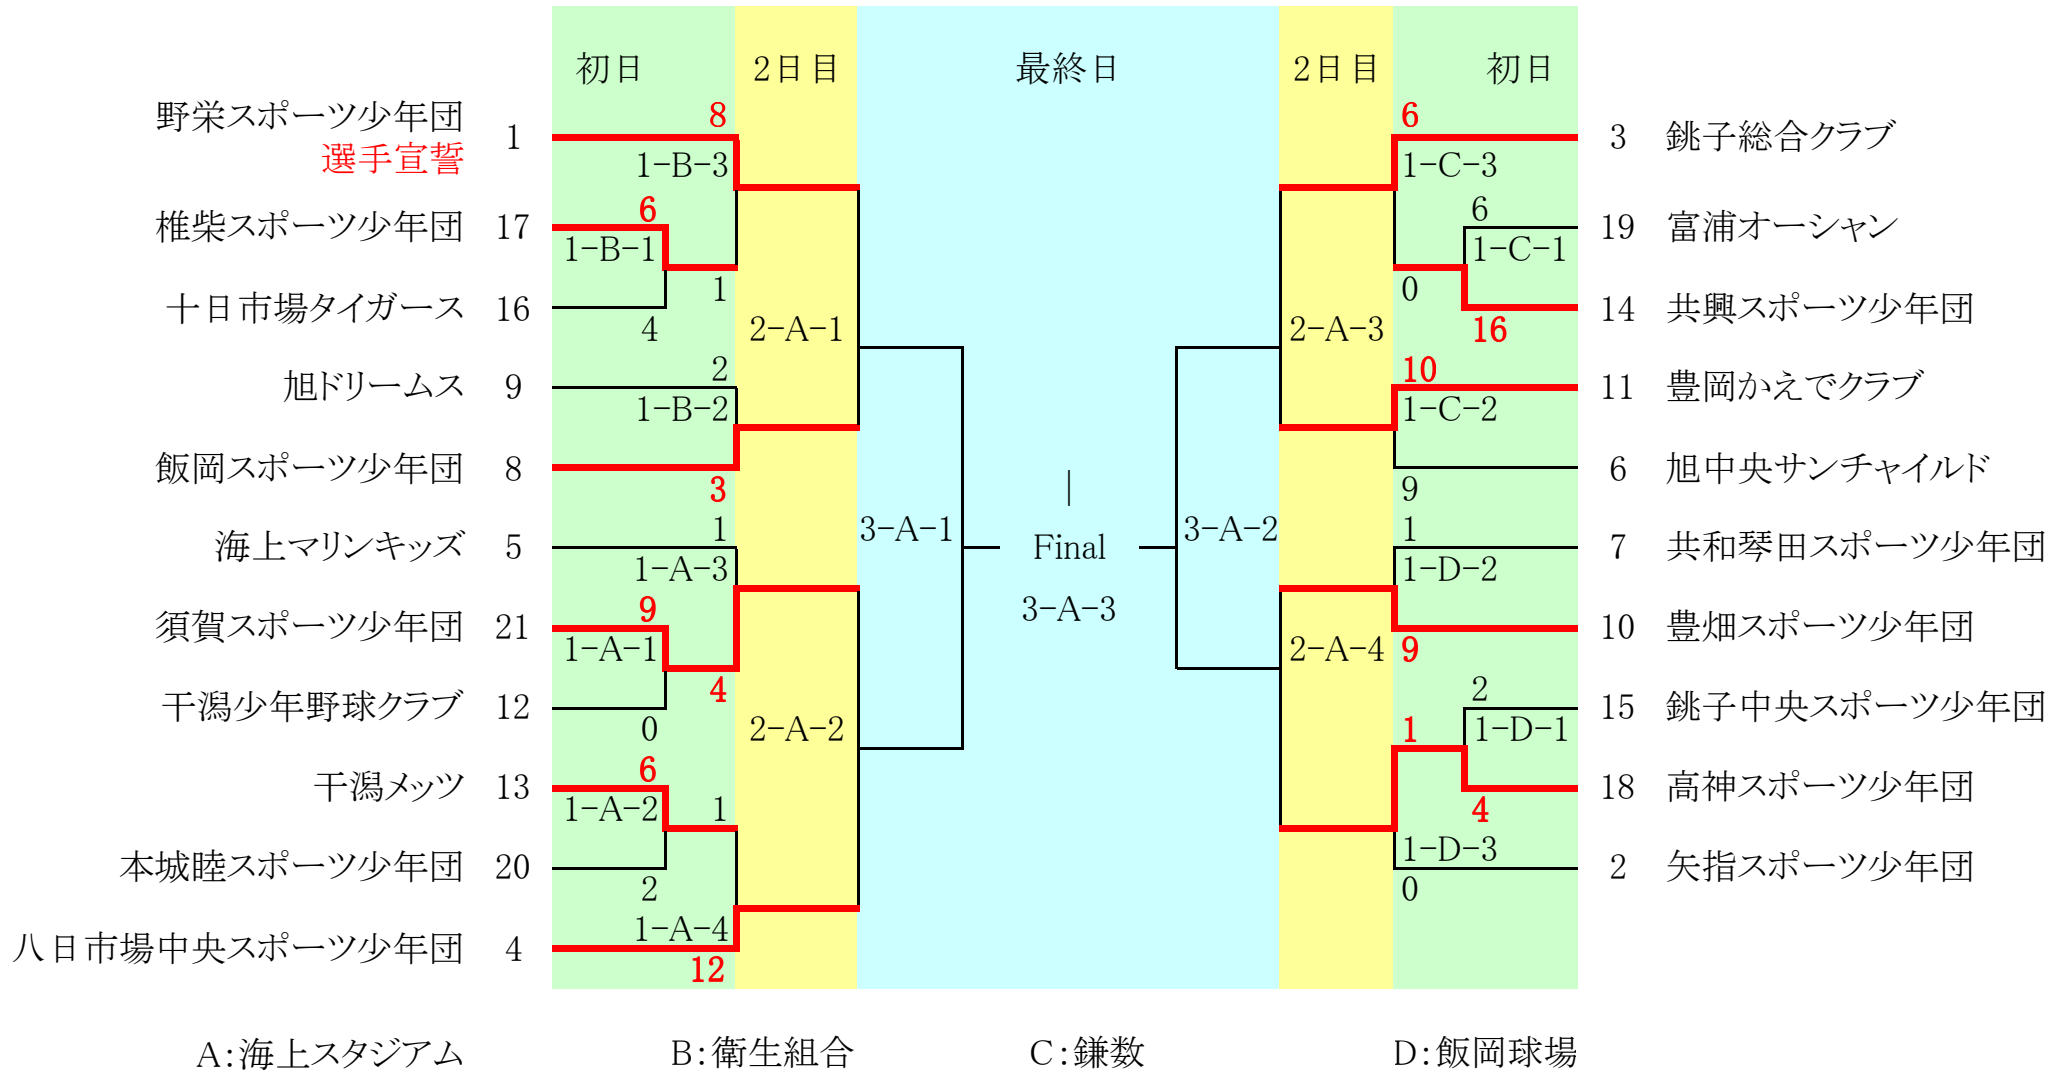 初日 2日目 最終日 2日目 初日
野栄スポーツ少年団 8 6
選手宣誓 1 3 銚子総合クラブ
1-B-3 1-C-3
椎柴スポーツ少年団 17 6 6 19 富浦オーシャン
1-B-1 1-C-1
十日市場タイガース 16 1 0 14 共興スポーツ少年団
4 2-A-1 2-A-3 16
旭ドリームス 9 2 10 11 豊岡かえでクラブ
1-B-2 1-C-2
飯岡スポーツ少年団 8 6 旭中央サンチャイルド
3 | 9
海上マリンキッズ 5 1 3-A-1 Final 3-A-2 1 7 共和琴田スポーツ少年団
1-A-3 1-D-2
須賀スポーツ少年団 21 9 3-A-3 10 豊畑スポーツ少年団
1-A-1 2-A-4 9
干潟少年野球クラブ 12 4 2 15 銚子中央スポーツ少年団
0 2-A-2 1 1-D-1
干潟メッツ 13 6 18 高神スポーツ少年団
1-A-2 1 4
本城睦スポーツ少年団 20 1-D-3 2 矢指スポーツ少年団
2 0
八日市場中央スポーツ少年団 4 1-A-4
12
A:海上スタジアム B:衛生組合 C:鎌数 D:飯岡球場